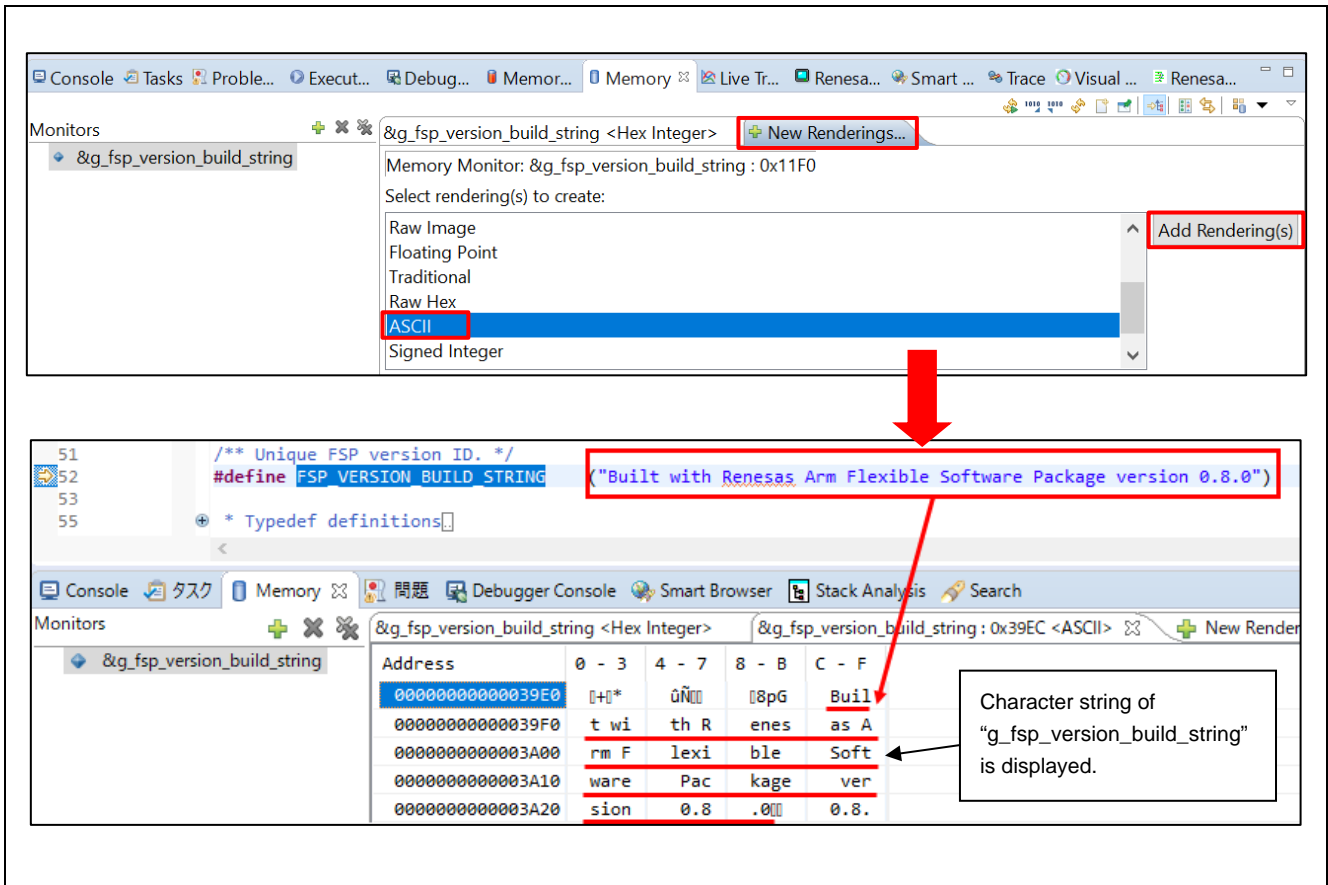 Console Tasks Proble... Execut... Debug... Memor... Memory Live Tr... Renesa... Smart ... Trace Visual ... Renesa...
Monitors
&g_fsp_version_build_string <Hex Integer> New Renderings...
&g_fsp_version_build_string
Memory Monitor: &g_fsp_version_build_string : 0x11F0
Select rendering(s) to create:
Raw Image
Add Rendering(s)
Floating Point
Traditional
Raw Hex
ASCII
Signed Integer
51 /** Unique FSP version ID. */
52 #define FSP_VERSION_BUILD_STRING ("Built with Renesas Arm Flexible Software Package version 0.8.0")
53
55 * Typedef definitions
Console タスク Memory 問題 Debugger Console Smart Browser Stack Analysis Search
Monitors
&g_fsp_version_build_string <Hex Integer> &g_fsp_version_build_string : 0x39EC <ASCII> New Render
&g_fsp_version_build_string
Address 0 - 3 4 - 7 8 - B C - F
00000000000039E0 +* ûÑ 8pG Buil
00000000000039F0 t wi th R enes as A
0000000000003A00 rm F lexi ble Soft
0000000000003A10 ware Pac kage ver
0000000000003A20 sion 0.8 .0 0.8.
Character string of
“g_fsp_version_build_string”
is displayed.